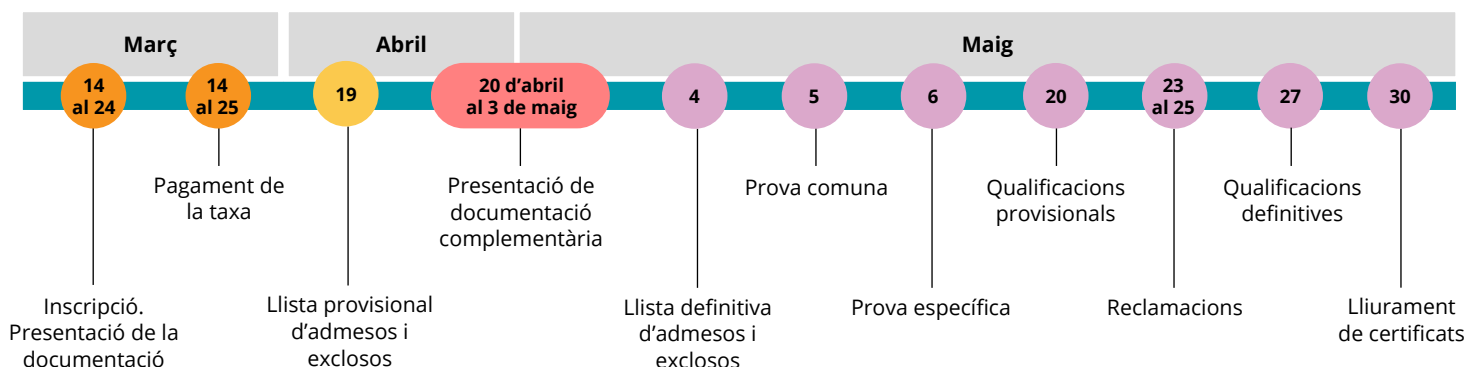 Març
Abril
Maig
14
al 24
14
al 25
19
20 d'abril
al 3 de maig
4
5
6
20
23
al 25
27
30
Pagament de
la taxa
Presentació de
documentació
complementària
Prova comuna
Qualificacions
provisionals
Qualificacions
definitives
Inscripció.
Presentació de la
documentació
Llista provisional
d'admesos i
exclosos
Llista definitiva
d'admesos i
exclosos
Prova específica
Reclamacions
Lliurament
de certificats